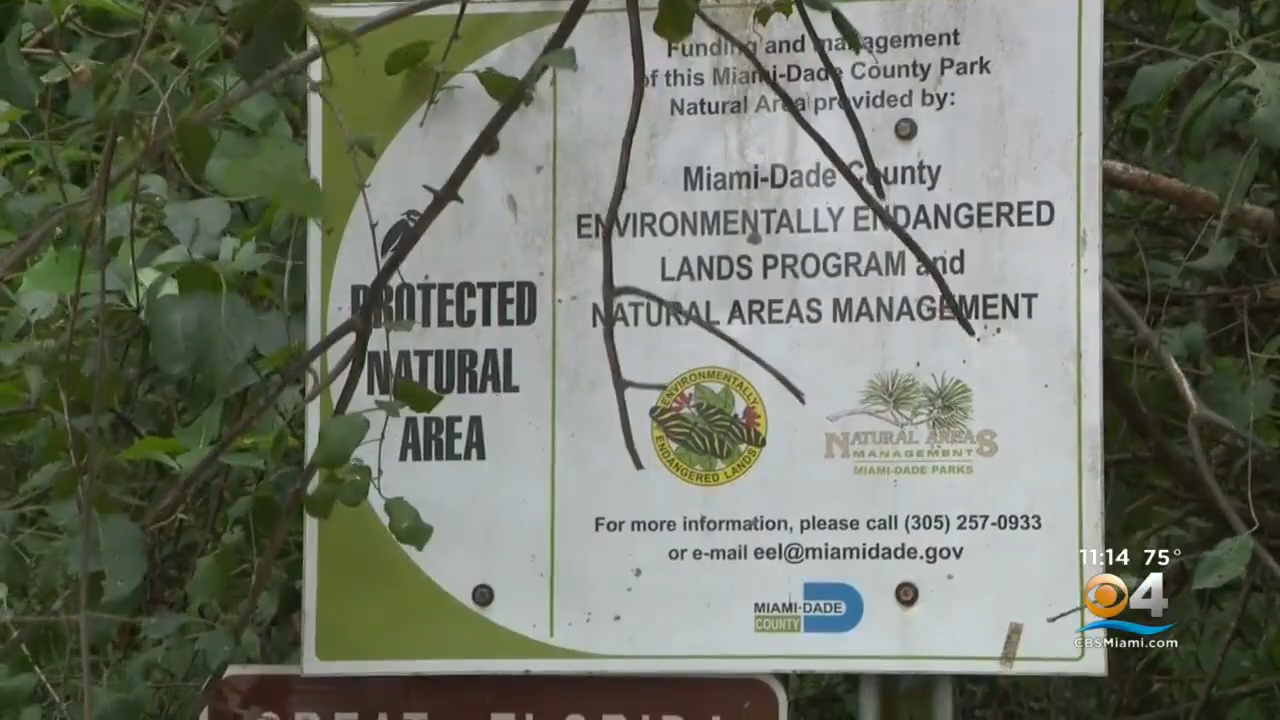 Funding and management
of this Miami-Dade County Park
Natural Area provided by:
Miami-Dade County
ENVIRONMENTALLY ENDANGERED
LANDS PROGRAM and
NATURAL AREAS MANAGEMENT
PROTECTED
NATURAL
AREA
ENVIRONMENTALLY
ENDANGERED LANDS
NATURAL AREAS
MANAGEMENT
MIAMI-DADE PARKS
For more information, please call (305) 257-0933
or e-mail eel@miamidade.gov
MIAMI-DADE
COUNTY
11:14 75°
4
CBSMiami.com
GREAT FLORIDA